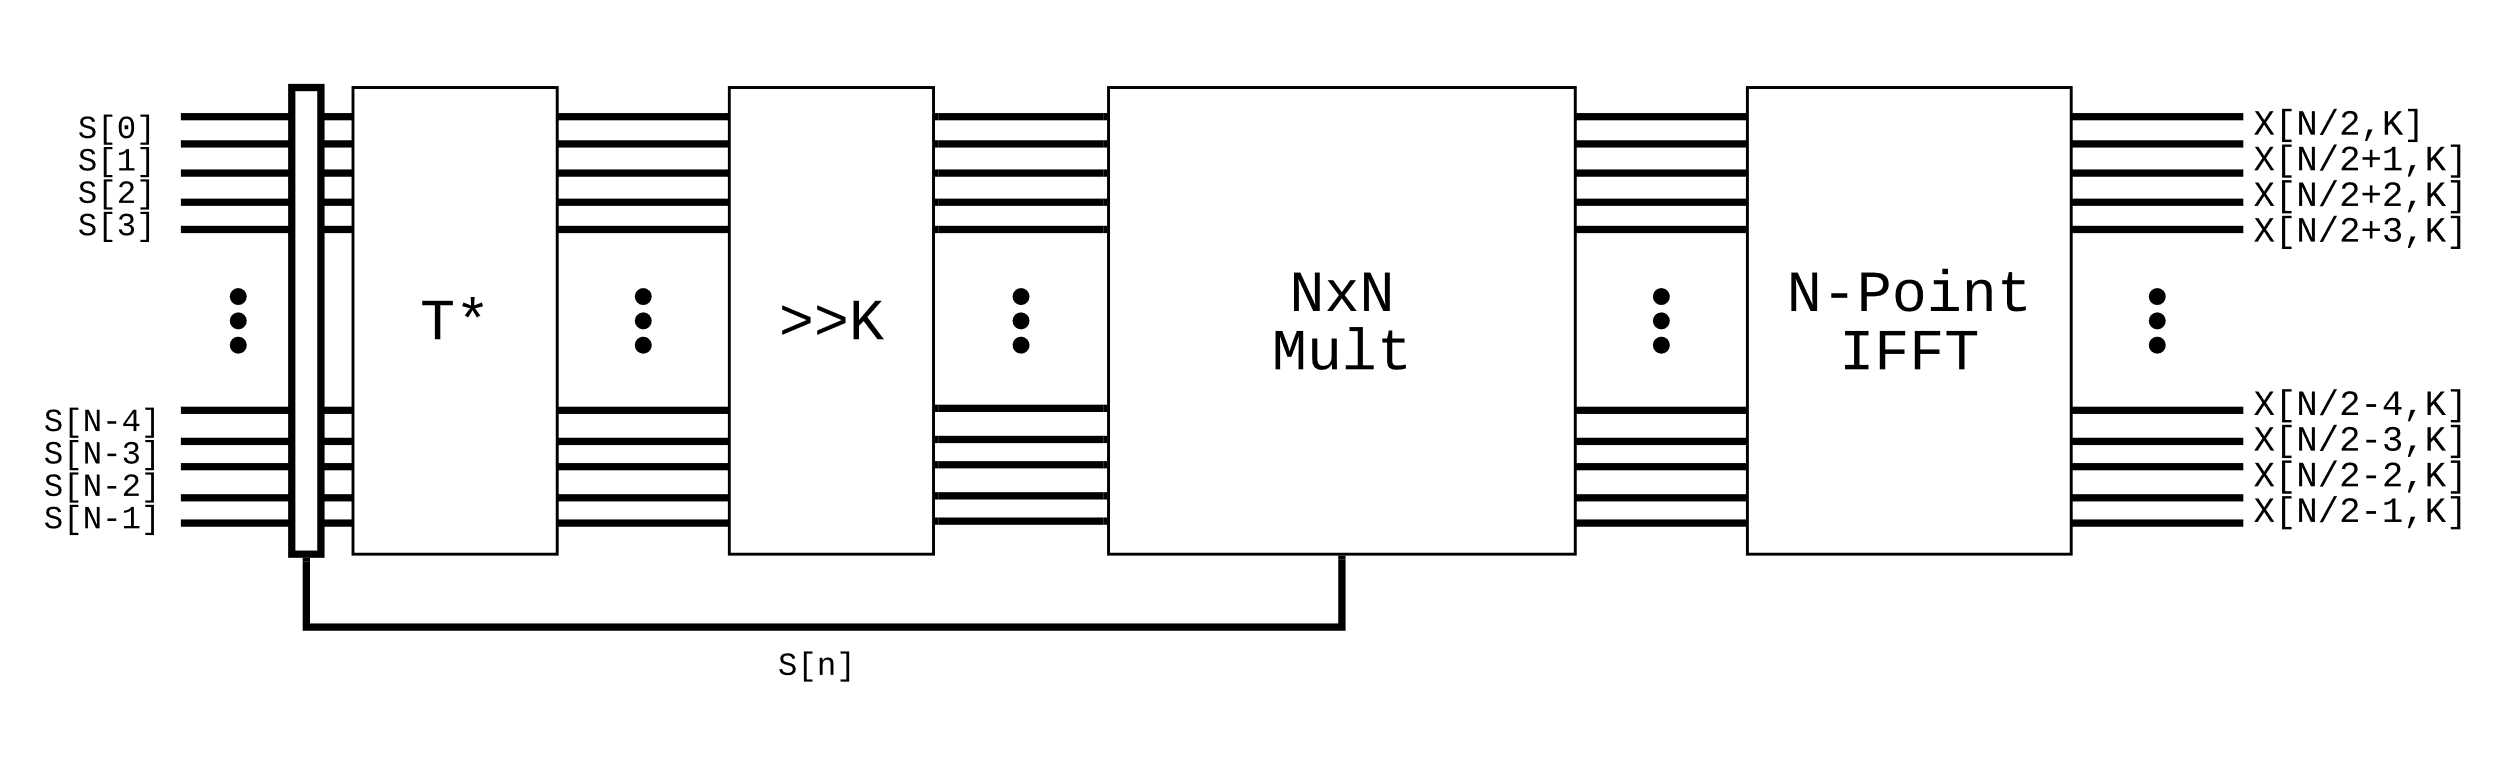 S[0]
S[1]
S[2]
S[3]
S[N-4]
S[N-3]
S[N-2]
S[N-1]
T*
>>K
NxN
Mult
N-Point
IFFT
X[N/2,K]
X[N/2+1,K]
X[N/2+2,K]
X[N/2+3,K]
X[N/2-4,K]
X[N/2-3,K]
X[N/2-2,K]
X[N/2-1,K]
S[n]